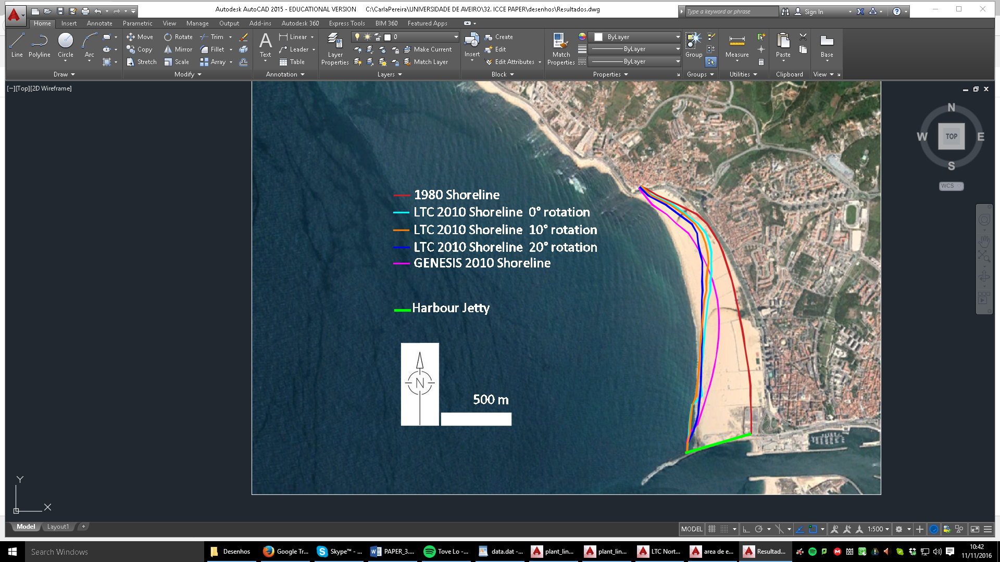 Autodesk AutoCAD 2015 - EDUCATIONAL VERSION C:\CarlaPereira\UNIVERSIDADE DE AVEIRO\32. ICCE PAPER\desenhos\Resultados.dwg
Type a keyword or phrase
Sign In
Home Insert Annotate Parametric View Manage Output Add-ins Autodesk 360 Express Tools BIM 360 Featured Apps
Line Polyline Circle Arc
Move Rotate Trim
Copy Mirror Fillet
Stretch Scale Array
Text
Linear
Leader
Table
Layer
Properties
0
Make Current
Match Layer
Insert
Create
Edit
Edit Attributes
Match
Properties
ByLayer
ByLayer
ByLayer
Group
Measure
Paste
Base
Draw Modify Annotation Layers Block Properties Groups Utilities Clipboard View
[−][Top][2D Wireframe]
N
W TOP E
S
WCS
1980 Shoreline
LTC 2010 Shoreline 0° rotation
LTC 2010 Shoreline 10° rotation
LTC 2010 Shoreline 20° rotation
GENESIS 2010 Shoreline
Harbour Jetty
N
500 m
Y
X
Model Layout1
MODEL
1:500
Search Windows
Desenhos
Google Tr...
Skype™ - ...
PAPER_3....
Tove Lo -...
data.dat -...
plant_lin...
plant_lin...
LTC Nort...
area de e...
Resultad...
10:42
11/11/2016